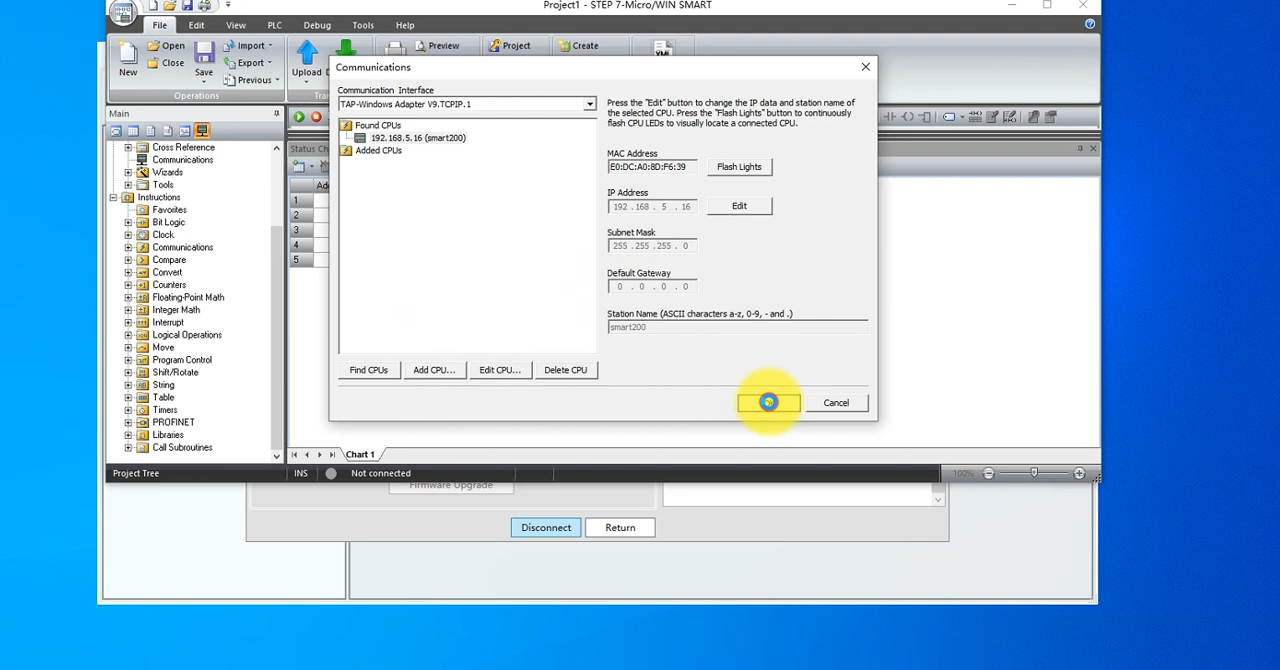 Project1 - STEP 7-Micro/WIN SMART
File Edit View PLC Debug Tools Help
New
Open
Close
Save
Import
Export
Previous
Operations
Upload
Preview
Project
Create
Main
Cross Reference
Communications
Wizards
Tools
Instructions
Favorites
Bit Logic
Clock
Communications
Compare
Convert
Counters
Floating-Point Math
Integer Math
Interrupt
Logical Operations
Move
Program Control
Shift/Rotate
String
Table
Timers
PROFINET
Libraries
Call Subroutines
Project Tree
1
2
3
4
5
Communications
Communication Interface
TAP-Windows Adapter V9.TCPIP.1
Found CPUs
192.168.5.16 (smart200)
Added CPUs
Find CPUs
Add CPU...
Edit CPU...
Delete CPU
Press the "Edit" button to change the IP data and station name of
the selected CPU. Press the "Flash Lights" button to continuously
flash CPU LEDs to visually locate a connected CPU.
MAC Address
E0:DC:A0:8D:F6:39
Flash Lights
IP Address
192 . 168 . 5 . 16
Edit
Subnet Mask
255 . 255 . 255 . 0
Default Gateway
0 . 0 . 0 . 0
Station Name (ASCII characters a-z, 0-9, - and .)
smart200
Cancel
Chart 1
INS
Not connected
100%
Firmware Upgrade
Disconnect
Return